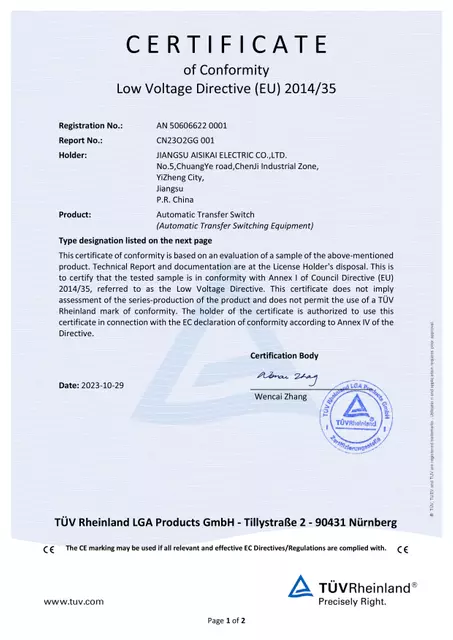 CERTIFICATE
of Conformity
Low Voltage Directive (EU) 2014/35
Registration No.: AN 50606622 0001
Report No.: CN23O2GG 001
Holder: JIANGSU AISIKAI ELECTRIC CO.,LTD.
No.5,ChuangYe road,ChenJi Industrial Zone,
YiZheng City,
Jiangsu
P.R. China
Product: Automatic Transfer Switch
(Automatic Transfer Switching Equipment)
Type designation listed on the next page
This certificate of conformity is based on an evaluation of a sample of the above-mentioned
product. Technical Report and documentation are at the License Holder's disposal. This is
to certify that the tested sample is in conformity with Annex I of Council Directive (EU)
2014/35, referred to as the Low Voltage Directive. This certificate does not imply
assessment of the series-production of the product and does not permit the use of a TÜV
Rheinland mark of conformity. The holder of the certificate is authorized to use this
certificate in connection with the EC declaration of conformity according to Annex IV of the
Directive.
Certification Body
Wencai Zhang
Date: 2023-10-29
Wencai Zhang
TÜV Rheinland LGA Products GmbH
TÜVRheinland
Zertifizierungsstelle
® TÜV, TUEV and TUV are registered trademarks. Utilisation and application requires prior approval.
TÜV Rheinland LGA Products GmbH - Tillystraße 2 - 90431 Nürnberg
CE The CE marking may be used if all relevant and effective EC Directives/Regulations are complied with. CE
TÜVRheinland®
www.tuv.com Precisely Right.
Page 1 of 2